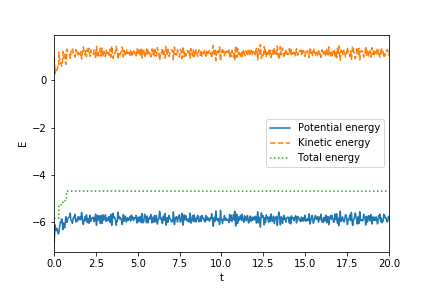 0
−2
−4
−6
E
0.0 2.5 5.0 7.5 10.0 12.5 15.0 17.5 20.0
t
Potential energy
Kinetic energy
Total energy